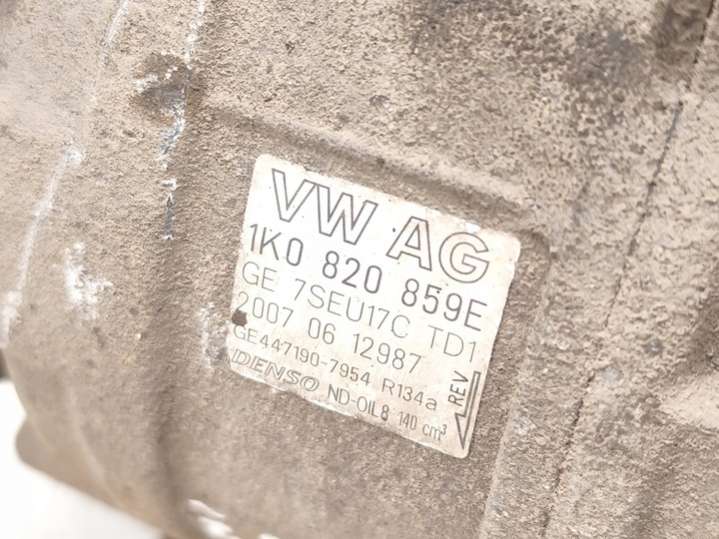 VW AG
1K0 820 859E
GE 7SEU17C TD1
2007 06 12987
GE447190-7954 R134a
DENSO ND-OIL8 140 cm³
REV